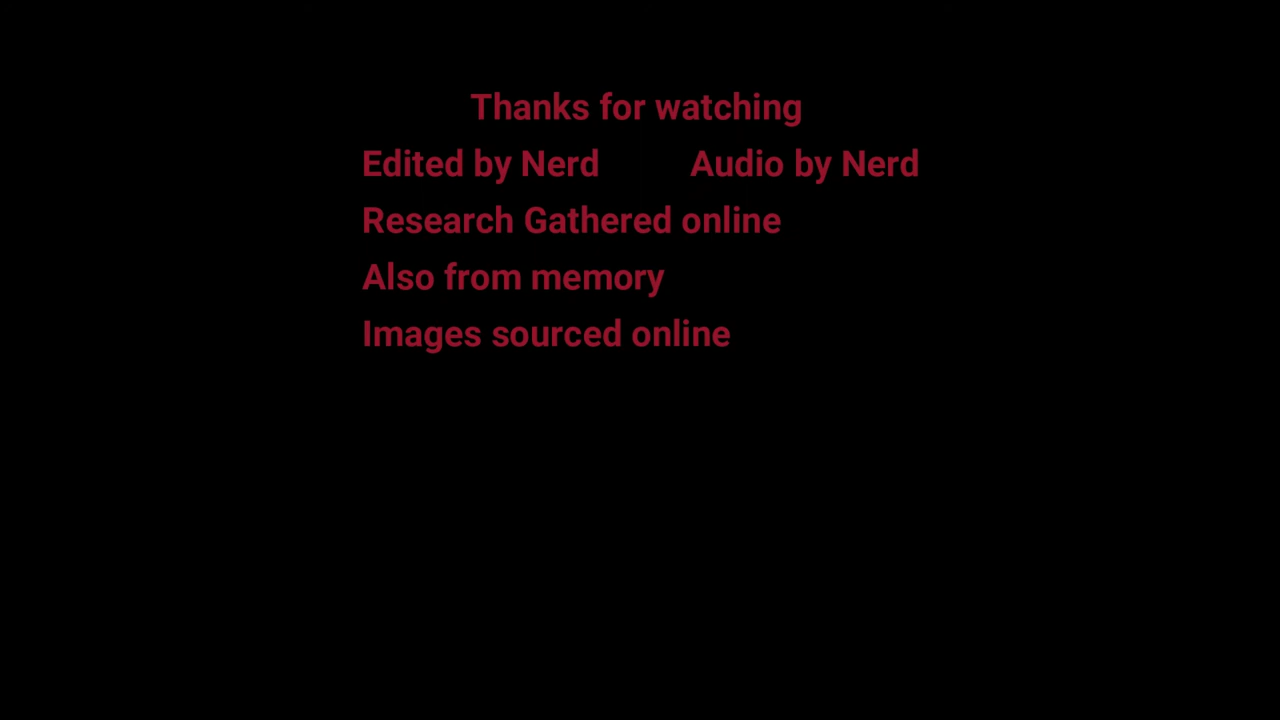 Thanks for watching
Edited by Nerd Audio by Nerd
Research Gathered online
Also from memory
Images sourced online